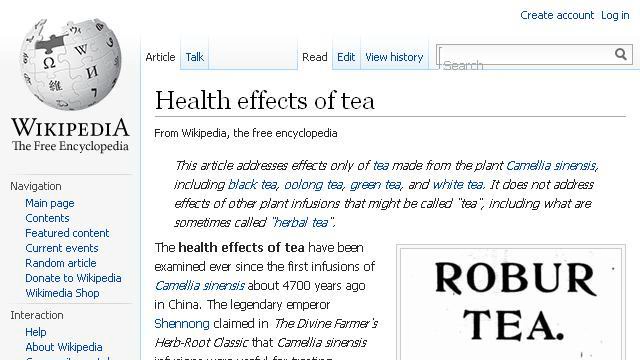 Create account Log in
Article Talk Read Edit View history Search
WIKIPEDIA
The Free Encyclopedia
Health effects of tea
From Wikipedia, the free encyclopedia
This article addresses effects only of tea made from the plant Camellia sinensis,
including black tea, oolong tea, green tea, and white tea. It does not address
effects of other plant infusions that might be called "tea", including what are
sometimes called "herbal tea".
Navigation
Main page
Contents
Featured content
Current events
Random article
Donate to Wikipedia
Wikimedia Shop
Interaction
Help
About Wikipedia
The health effects of tea have been
examined ever since the first infusions of
Camellia sinensis about 4700 years ago
in China. The legendary emperor
Shennong claimed in The Divine Farmer's
Herb-Root Classic that Camellia sinensis
infusions were useful for treating
ROBUR
TEA.